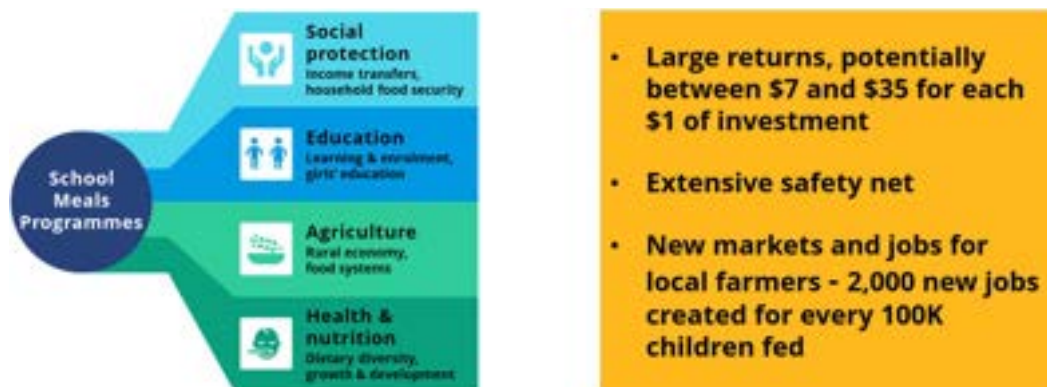 School
Meals
Programmes
Social
protection
Income transfers,
household food security
Education
Learning & enrolment,
girls' education
Agriculture
Rural economy,
food systems
Health &
nutrition
Dietary diversity,
growth & development
• Large returns, potentially
between $7 and $35 for each
$1 of investment
• Extensive safety net
• New markets and jobs for
local farmers - 2,000 new jobs
created for every 100K
children fed